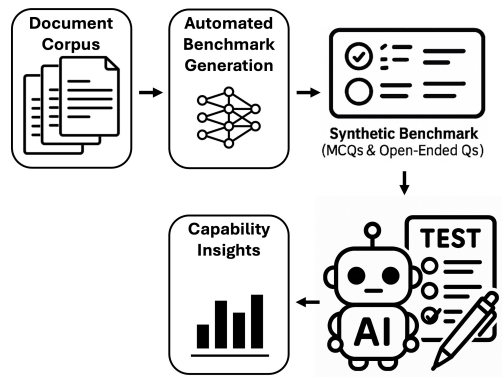 Document
Corpus
Automated
Benchmark
Generation
Synthetic Benchmark
(MCQs & Open-Ended Qs)
TEST
AI
Capability
Insights